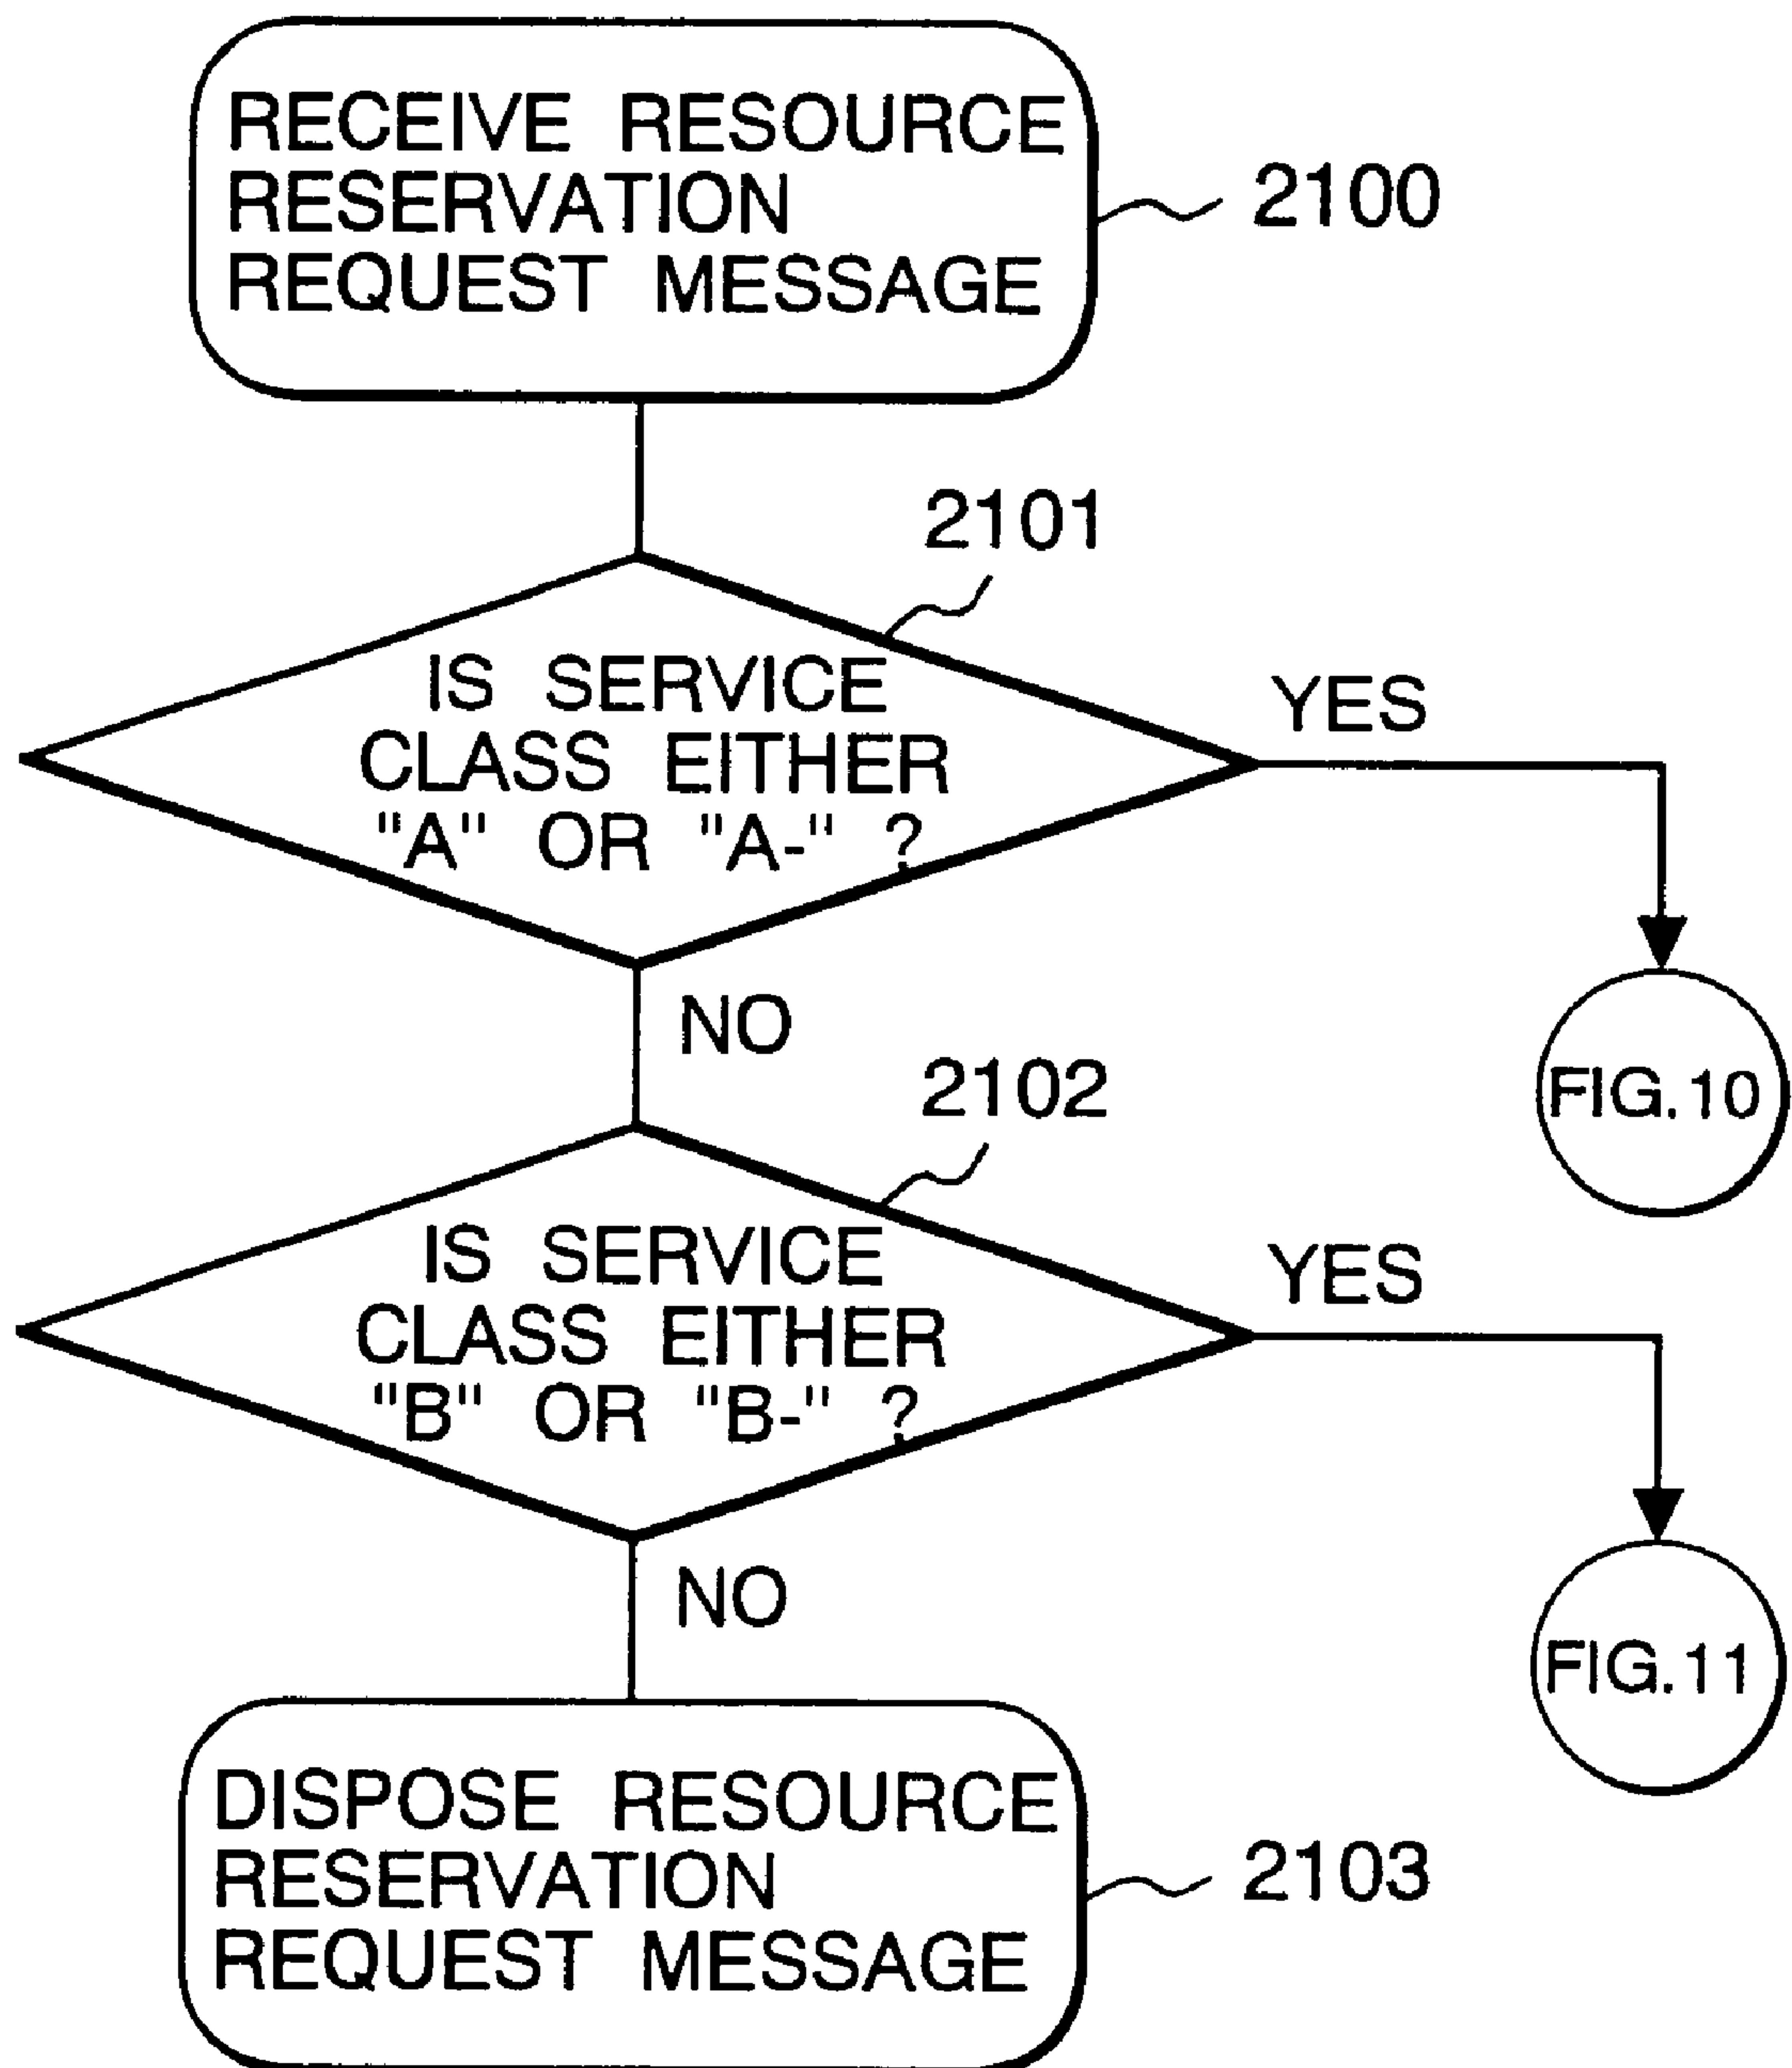 RECEIVE RESOURCE
RESERVATION
REQUEST MESSAGE
2100
2101
IS SERVICE
CLASS EITHER
"A" OR "A-" ?
YES
NO
FIG.10
2102
IS SERVICE
CLASS EITHER
"B" OR "B-" ?
YES
NO
FIG.11
DISPOSE RESOURCE
RESERVATION
REQUEST MESSAGE
2103